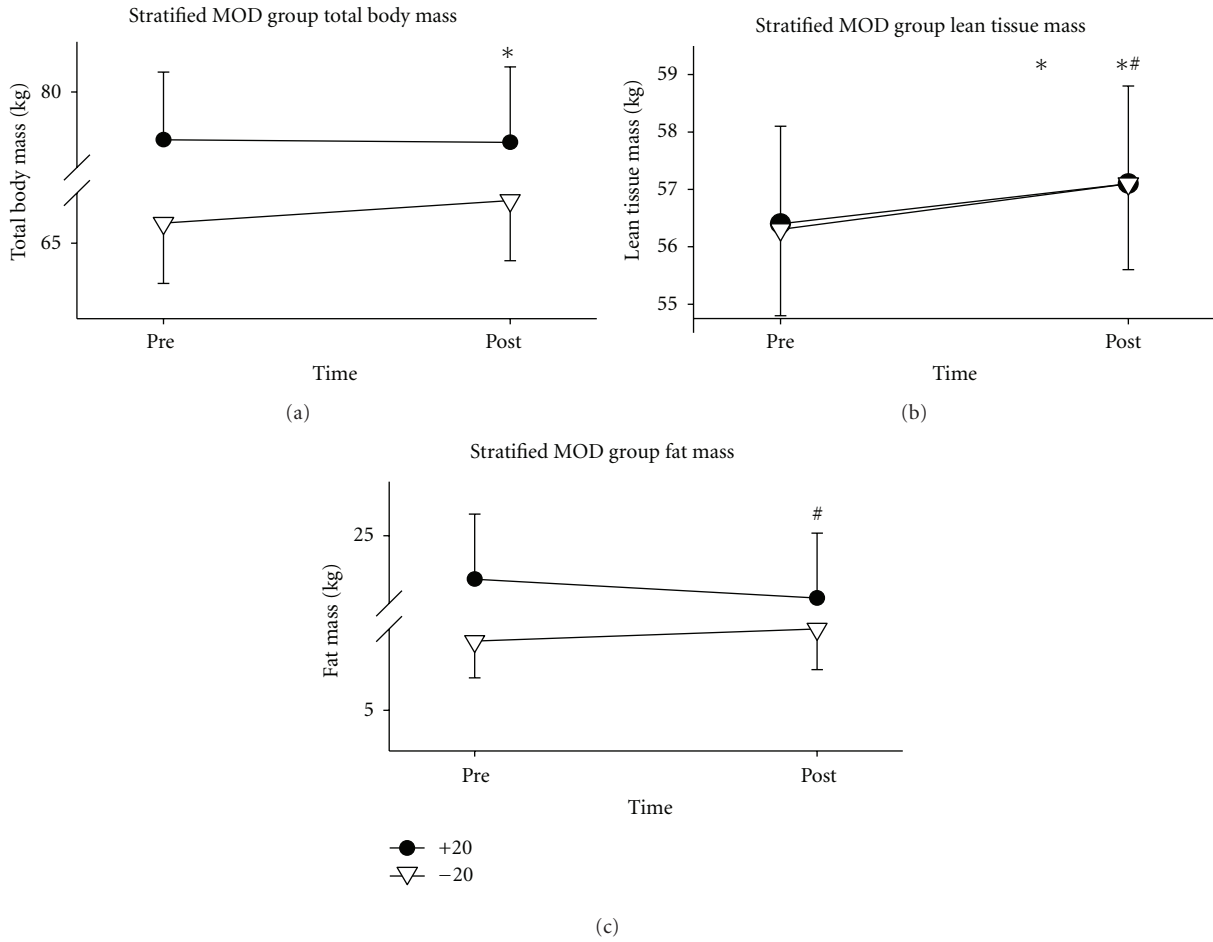 Stratified MOD group total body mass
*
80
65
Total body mass (kg)
Pre
Post
Time
(a)
Stratified MOD group lean tissue mass
* *#
59
58
57
56
55
Lean tissue mass (kg)
Pre
Post
Time
(b)
Stratified MOD group fat mass
#
25
5
Fat mass (kg)
Pre
Post
Time
+20
−20
(c)